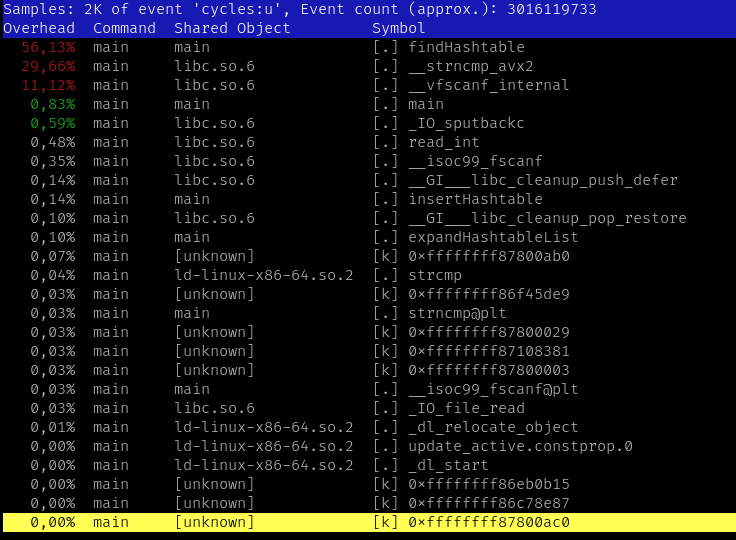 Samples: 2K of event 'cycles:u', Event count (approx.): 3016119733
Overhead  Command  Shared Object         Symbol
  56,13%  main     main                  [.] findHashtable
  29,66%  main     libc.so.6             [.] __strncmp_avx2
  11,12%  main     libc.so.6             [.] __vfscanf_internal
   0,83%  main     main                  [.] main
   0,59%  main     libc.so.6             [.] _IO_sputbackc
   0,48%  main     libc.so.6             [.] read_int
   0,35%  main     libc.so.6             [.] __isoc99_fscanf
   0,14%  main     libc.so.6             [.] __GI___libc_cleanup_push_defer
   0,14%  main     main                  [.] insertHashtable
   0,10%  main     libc.so.6             [.] __GI___libc_cleanup_pop_restore
   0,10%  main     main                  [.] expandHashtableList
   0,07%  main     [unknown]             [k] 0xffffffff87800ab0
   0,04%  main     ld-linux-x86-64.so.2  [.] strcmp
   0,03%  main     [unknown]             [k] 0xffffffff86f45de9
   0,03%  main     main                  [.] strncmp@plt
   0,03%  main     [unknown]             [k] 0xffffffff87800029
   0,03%  main     [unknown]             [k] 0xffffffff87108381
   0,03%  main     [unknown]             [k] 0xffffffff87800003
   0,03%  main     main                  [.] __isoc99_fscanf@plt
   0,03%  main     libc.so.6             [.] _IO_file_read
   0,01%  main     ld-linux-x86-64.so.2  [.] _dl_relocate_object
   0,00%  main     ld-linux-x86-64.so.2  [.] update_active.constprop.0
   0,00%  main     ld-linux-x86-64.so.2  [.] _dl_start
   0,00%  main     [unknown]             [k] 0xffffffff86eb0b15
   0,00%  main     [unknown]             [k] 0xffffffff86c78e87
   0,00%  main     [unknown]             [k] 0xffffffff87800ac0